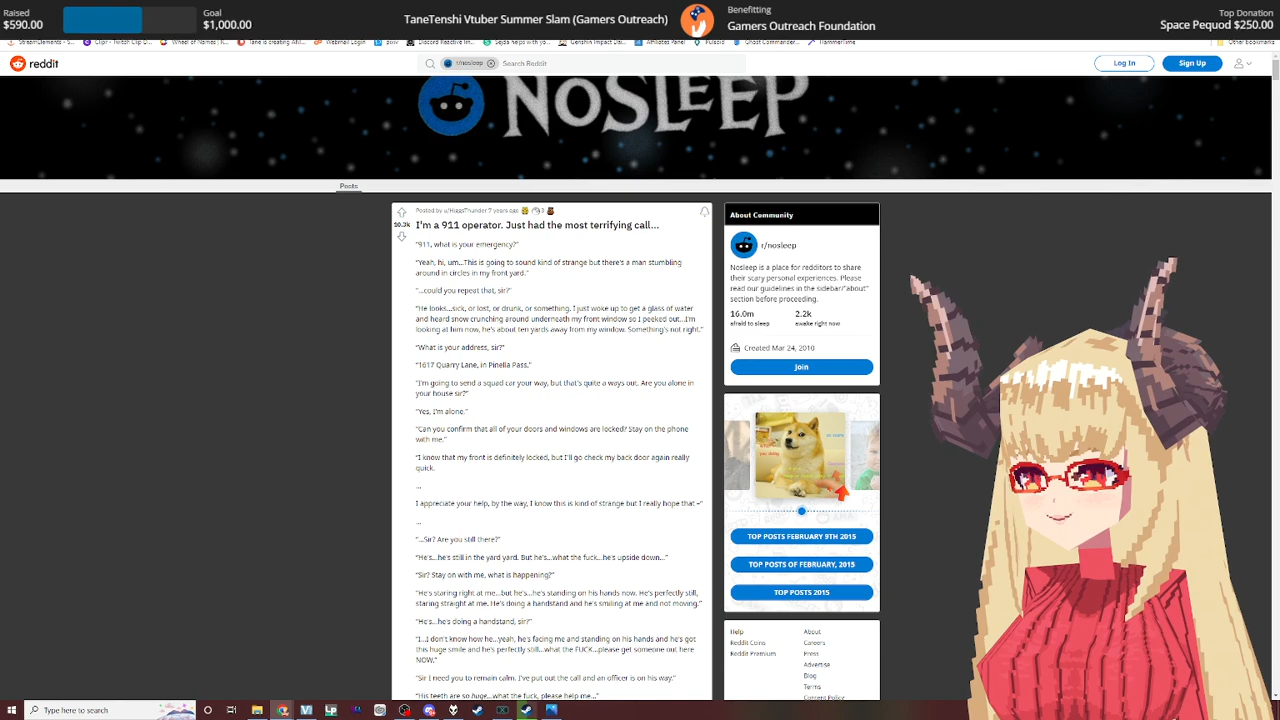 Raised
$590.00
Goal
$1,000.00
TaneTenshi Vtuber Summer Slam (Gamers Outreach)
Benefitting
Gamers Outreach Foundation
Top Donation
Space Pequod $250.00
reddit
r/nosleep
Search Reddit
Log In
Sign Up
NOSLEEP
Posts
Posted by u/HiggsThunder 7 years ago
3
10.3k
I'm a 911 operator. Just had the most terrifying call...
"911, what is your emergency?"
"Yeah, hi, um...This is going to sound kind of strange but there's a man stumbling
around in circles in my front yard."
"...could you repeat that, sir?"
"He looks...sick, or lost, or drunk, or something. I just woke up to get a glass of water
and heard snow crunching around underneath my front window so I peeked out...I'm
looking at him now, he's about ten yards away from my window. Something's not right."
"What is your address, sir?"
"1617 Quarry Lane, in Pinella Pass."
"I'm going to send a squad car your way, but that's quite a ways out. Are you alone in
your house sir?"
"Yes, I'm alone."
"Can you confirm that all of your doors and windows are locked? Stay on the phone
with me."
"I know that my front is definitely locked, but I'll go check my back door again really
quick.
...
I appreciate your help, by the way, I know this is kind of strange but I really hope that –"
...
"...Sir? Are you still there?"
"He's...he's still in the yard yard. But he's...what the fuck...he's upside down..."
"Sir? Stay on with me, what is happening?"
"He's staring right at me...but he's...he's standing on his hands now. He's perfectly still,
staring straight at me. He's doing a handstand and he's smiling at me and not moving."
"He's...he's doing a handstand, sir?"
"I...I don't know how he...yeah, he's facing me and standing on his hands and he's got
this huge smile and he's perfectly still...what the FUCK...please get someone out here
NOW."
"Sir I need you to remain calm. I've put out the call and an officer is on his way."
"His teeth are so huge...what the fuck, please help me..."
About Community
r/nosleep
Nosleep is a place for redditors to share
their scary personal experiences. Please
read our guidelines in the sidebar/"about"
section before proceeding.
16.0m
2.2k
afraid to sleep
awake right now
Created Mar 24, 2010
Join
TOP POSTS FEBRUARY 9TH 2015
TOP POSTS OF FEBRUARY, 2015
TOP POSTS 2015
Help
About
Reddit Coins
Careers
Reddit Premium
Press
Advertise
Blog
Terms
Content Policy
Type here to search